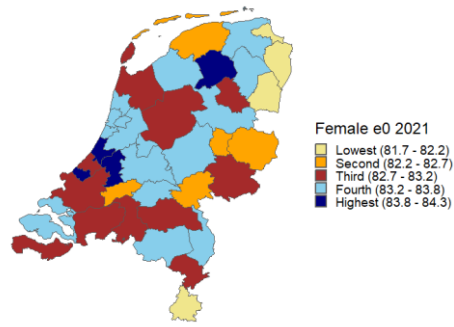 Female e0 2021
Lowest (81.7 - 82.2)
Second (82.2 - 82.7)
Third (82.7 - 83.2)
Fourth (83.2 - 83.8)
Highest (83.8 - 84.3)